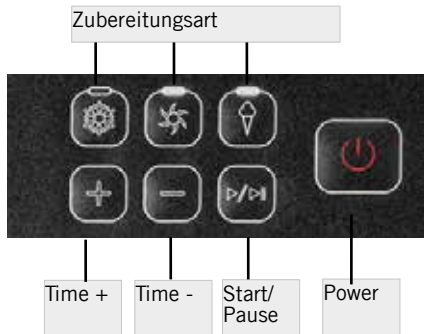 Zubereitungsart
Time +
Time -
Start/
Pause
Power